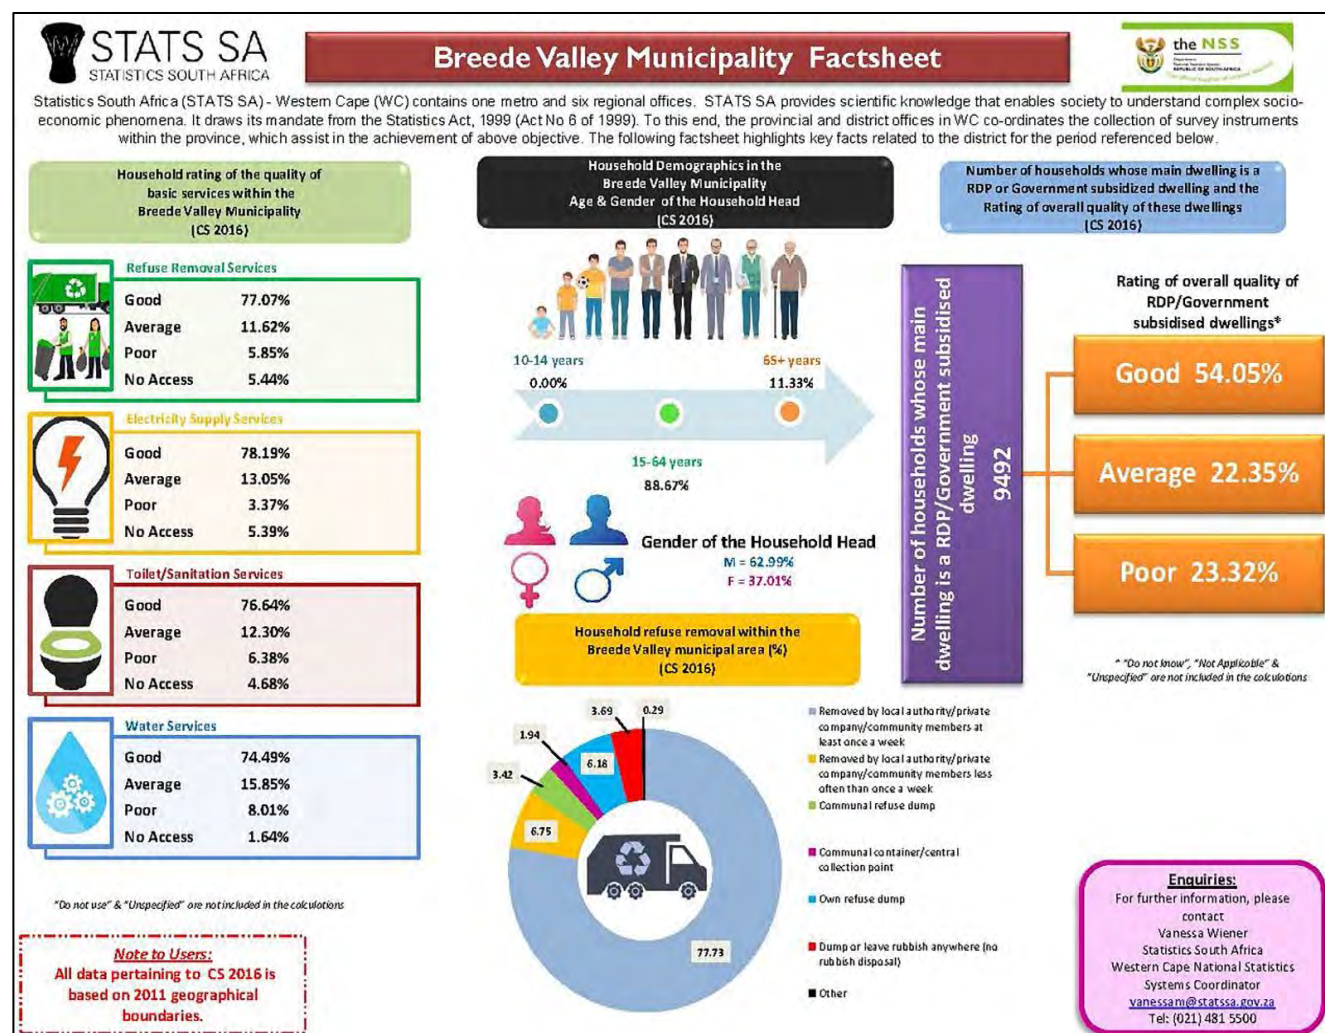 STATS SA
STATISTICS SOUTH AFRICA
Breede Valley Municipality Factsheet
the NSS
Statistics South Africa (STATS SA) - Western Cape (WC) contains one metro and six regional offices. STATS SA provides scientific knowledge that enables society to understand complex socio-
economic phenomena. It draws its mandate from the Statistics Act, 1999 (Act No 6 of 1999). To this end, the provincial and district offices in WC co-ordinates the collection of survey instruments
within the province, which assist in the achievement of above objective. The following factsheet highlights key facts related to the district for the period referenced below.
Household rating of the quality of
basic services within the
Breede Valley Municipality
(CS 2016)
Refuse Removal Services
Good 77.07%
Average 11.62%
Poor 5.85%
No Access 5.44%
Electricity Supply Services
Good 78.19%
Average 13.05%
Poor 3.37%
No Access 5.39%
Toilet/Sanitation Services
Good 76.64%
Average 12.30%
Poor 6.38%
No Access 4.68%
Water Services
Good 74.49%
Average 15.85%
Poor 8.01%
No Access 1.64%
"Do not use" & "Unspecified" are not included in the calculations
Note to Users:
All data pertaining to CS 2016 is
based on 2011 geographical
boundaries.
Household Demographics in the
Breede Valley Municipality
Age & Gender of the Household Head
(CS 2016)
10-14 years
0.00%
65+ years
11.33%
15-64 years
88.67%
Gender of the Household Head
M = 62.99%
F = 37.01%
Household refuse removal within the
Breede Valley municipal area (%)
(CS 2016)
3.69
0.29
1.94
6.18
3.42
6.75
77.73
Removed by local authority/private
company/community members at
least once a week
Removed by local authority/private
company/community members less
often than once a week
Communal refuse dump
Communal container/central
collection point
Own refuse dump
Dump or leave rubbish anywhere (no
rubbish disposal)
Other
Number of households whose main dwelling is a
RDP or Government subsidized dwelling and the
Rating of overall quality of these dwellings
(CS 2016)
Number of households whose main
dwelling is a RDP/Government subsidised
dwelling
9492
Rating of overall quality of
RDP/Government
subsidised dwellings*
Good 54.05%
Average 22.35%
Poor 23.32%
* "Do not know", "Not Applicable" &
"Unspecified" are not included in the calculations
Enquiries:
For further information, please
contact
Vanessa Wiener
Statistics South Africa
Western Cape National Statistics
Systems Coordinator
vanessam@statssa.gov.za
Tel: (021) 481 5500